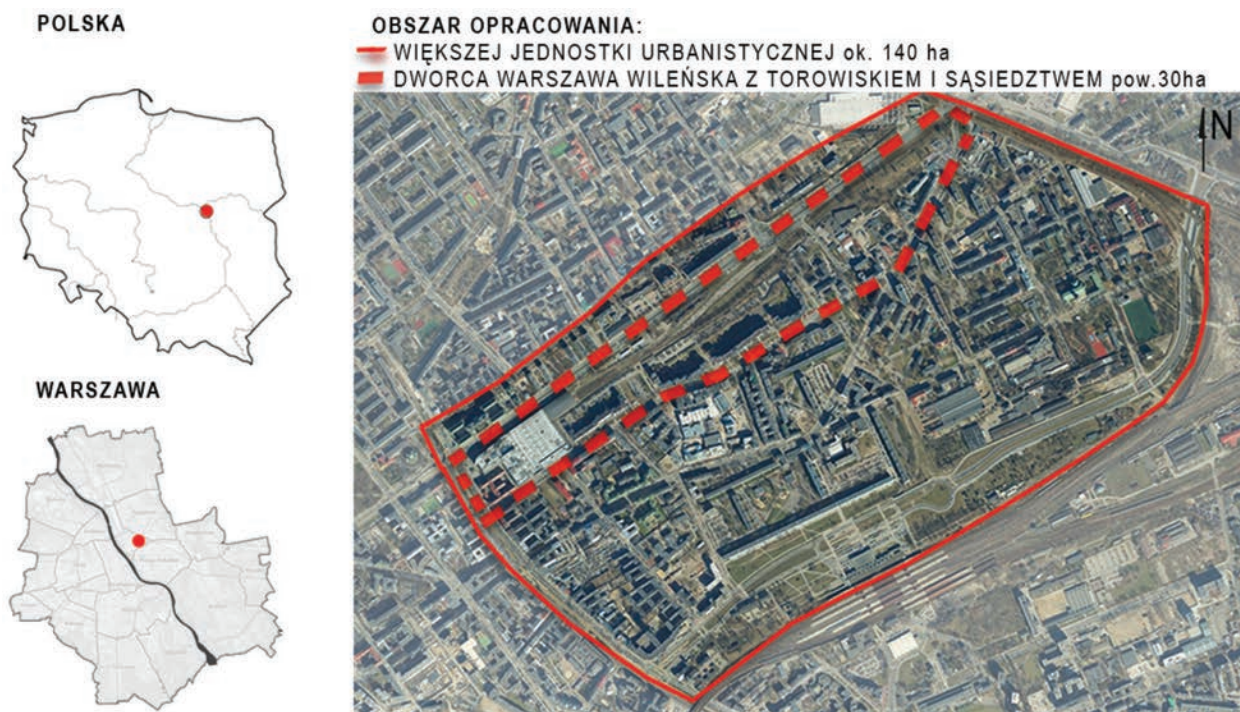 POLSKA
OBSZAR OPRACOWANIA:
WIĘKSZEJ JEDNOSTKI URBANISTYCZNEJ ok. 140 ha
DWORCA WARSZAWA WILEŃSKA Z TOROWISKIEM I SĄSIEDZTWEM pow.30ha
N
WARSZAWA